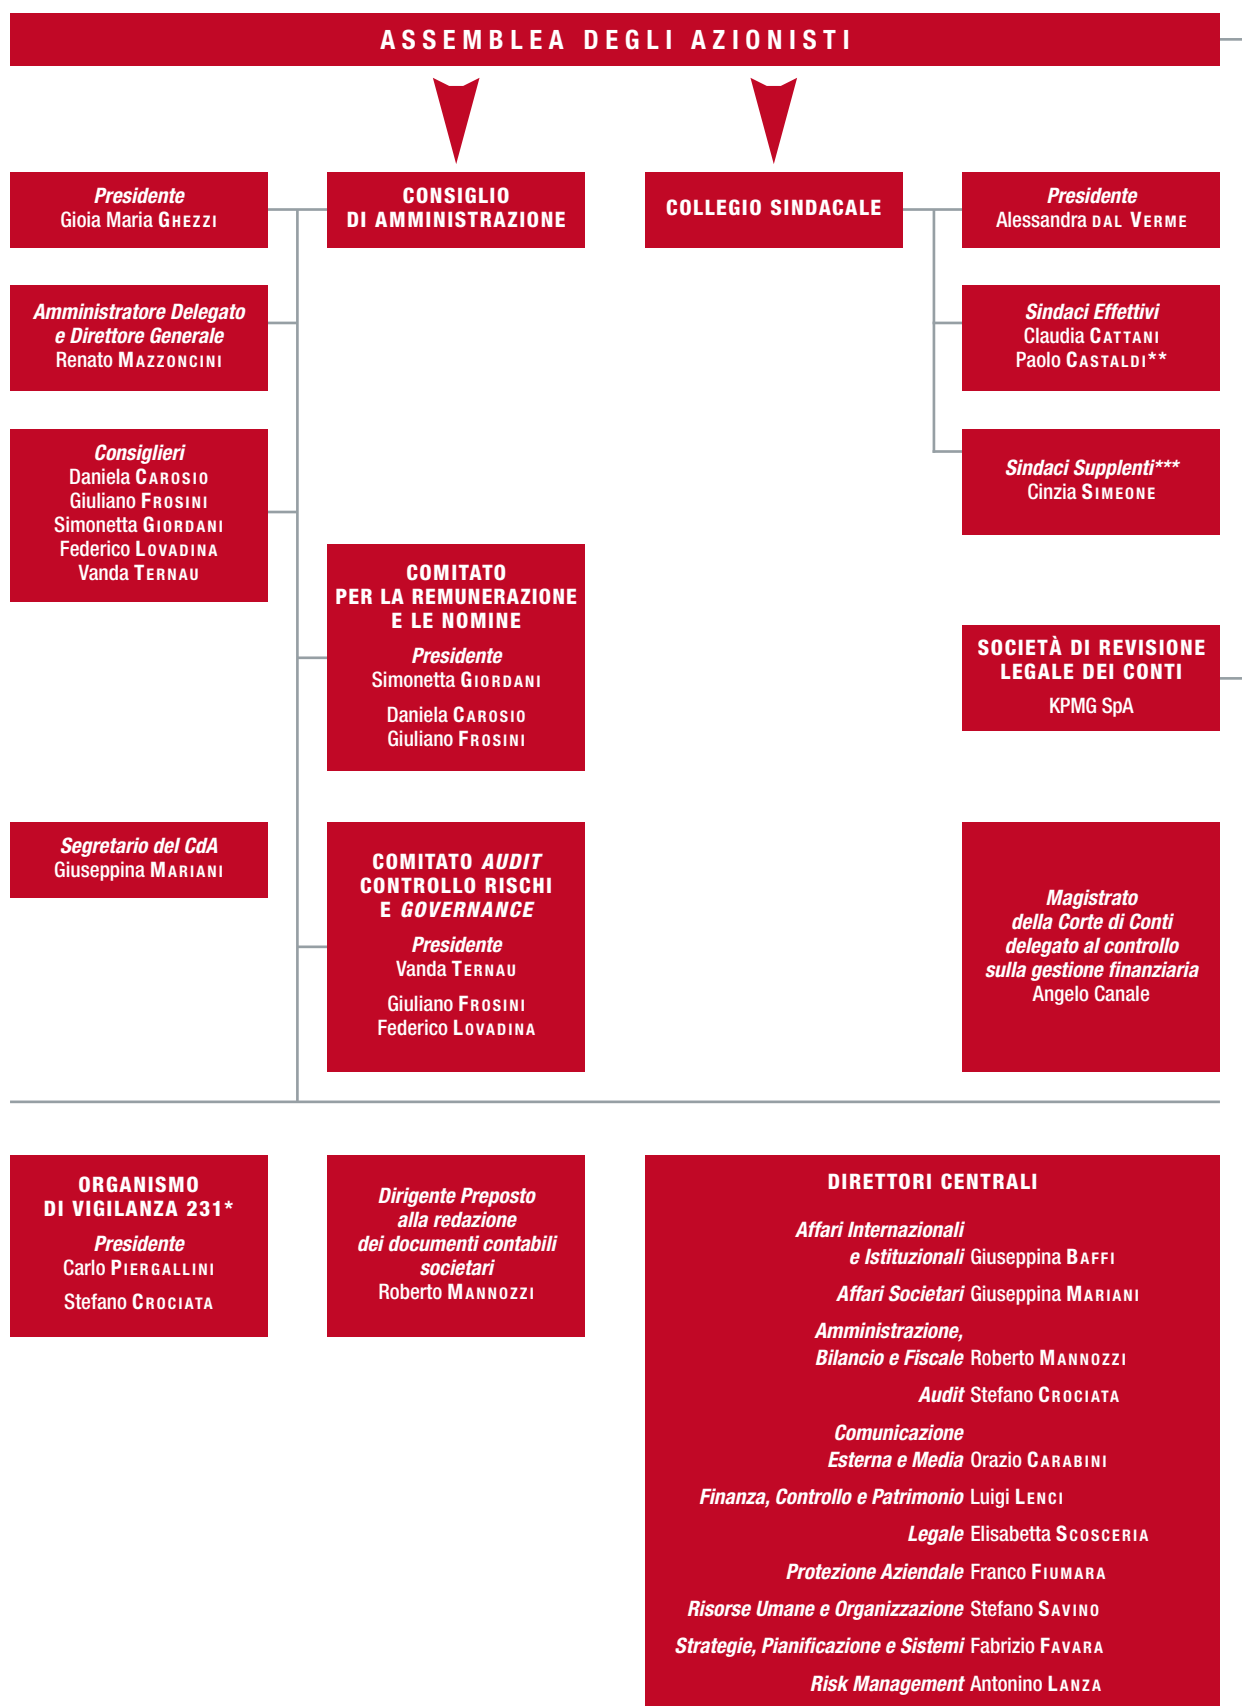 ASSEMBLEA DEGLI AZIONISTI
Presidente
Gioia Maria GHEZZI
CONSIGLIO
DI AMMINISTRAZIONE
COLLEGIO SINDACALE
Presidente
Alessandra DAL VERME
Amministratore Delegato
e Direttore Generale
Renato MAZZONCINI
Sindaci Effettivi
Claudia CATTANI
Paolo CASTALDI**
Consiglieri
Daniela CAROSIO
Giuliano FROSINI
Simonetta GIORDANI
Federico LOVADINA
Vanda TERNAU
Sindaci Supplenti***
Cinzia SIMEONE
COMITATO
PER LA REMUNERAZIONE
E LE NOMINE
Presidente
Simonetta GIORDANI
Daniela CAROSIO
Giuliano FROSINI
SOCIETÀ DI REVISIONE
LEGALE DEI CONTI
KPMG SpA
Segretario del CdA
Giuseppina MARIANI
COMITATO AUDIT
CONTROLLO RISCHI
E GOVERNANCE
Presidente
Vanda TERNAU
Giuliano FROSINI
Federico LOVADINA
Magistrato
della Corte di Conti
delegato al controllo
sulla gestione finanziaria
Angelo Canale
ORGANISMO
DI VIGILANZA 231*
Presidente
Carlo PIERGALLINI
Stefano CROCIATA
Dirigente Preposto
alla redazione
dei documenti contabili
societari
Roberto MANNOZZI
DIRETTORI CENTRALI
Affari Internazionali
e Istituzionali Giuseppina BAFFI
Affari Societari Giuseppina MARIANI
Amministrazione,
Bilancio e Fiscale Roberto MANNOZZI
Audit Stefano CROCIATA
Comunicazione
Esterna e Media Orazio CARABINI
Finanza, Controllo e Patrimonio Luigi LENCI
Legale Elisabetta SCOSCERIA
Protezione Aziendale Franco FIUMARA
Risorse Umane e Organizzazione Stefano SAVINO
Strategie, Pianificazione e Sistemi Fabrizio FAVARA
Risk Management Antonino LANZA